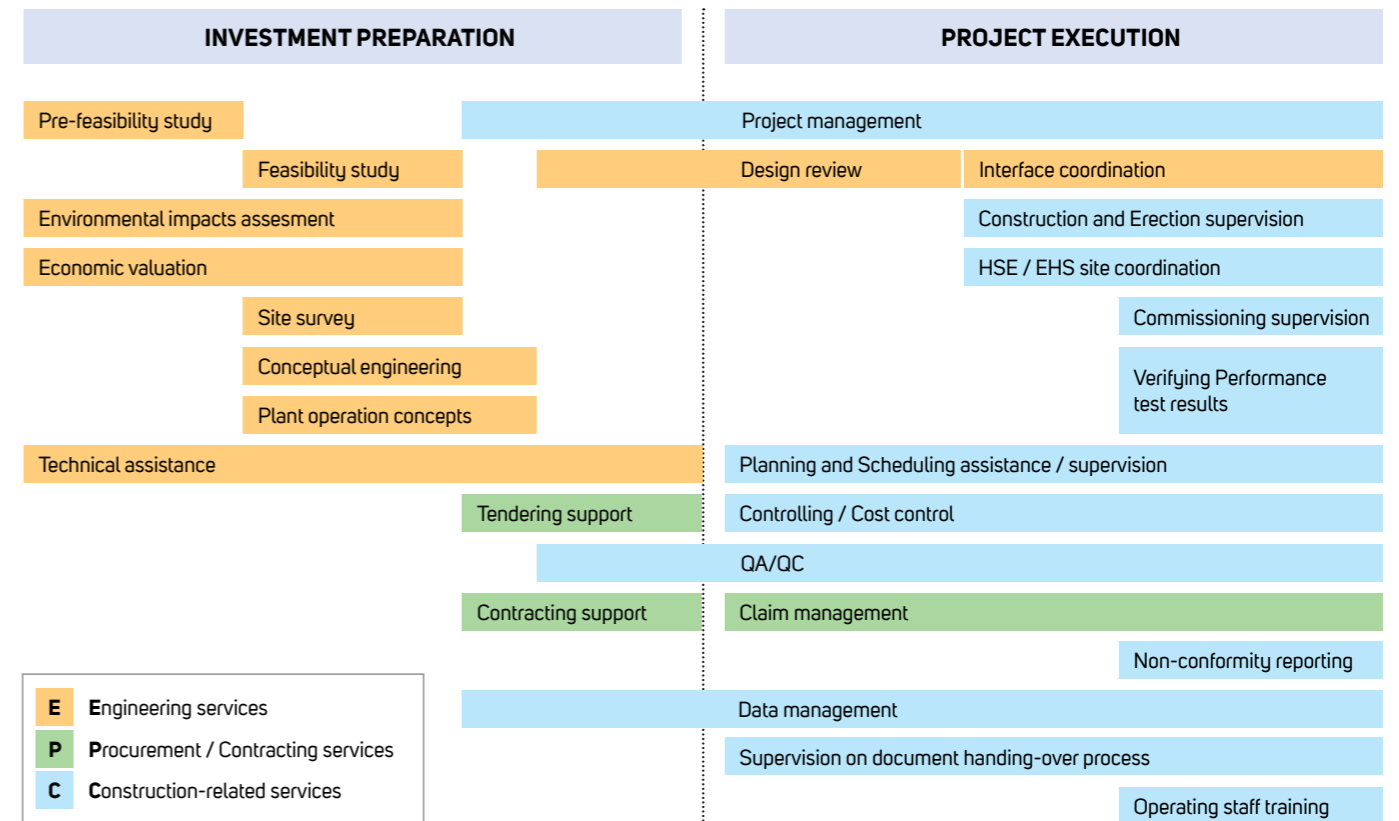 INVESTMENT PREPARATION
PROJECT EXECUTION
Pre-feasibility study
Project management
Feasibility study
Design review
Interface coordination
Environmental impacts assesment
Construction and Erection supervision
Economic valuation
HSE / EHS site coordination
Site survey
Commissioning supervision
Conceptual engineering
Verifying Performance
test results
Plant operation concepts
Technical assistance
Planning and Scheduling assistance / supervision
Tendering support
Controlling / Cost control
QA/QC
Contracting support
Claim management
Non-conformity reporting
E Engineering services
Data management
P Procurement / Contracting services
Supervision on document handing-over process
C Construction-related services
Operating staff training